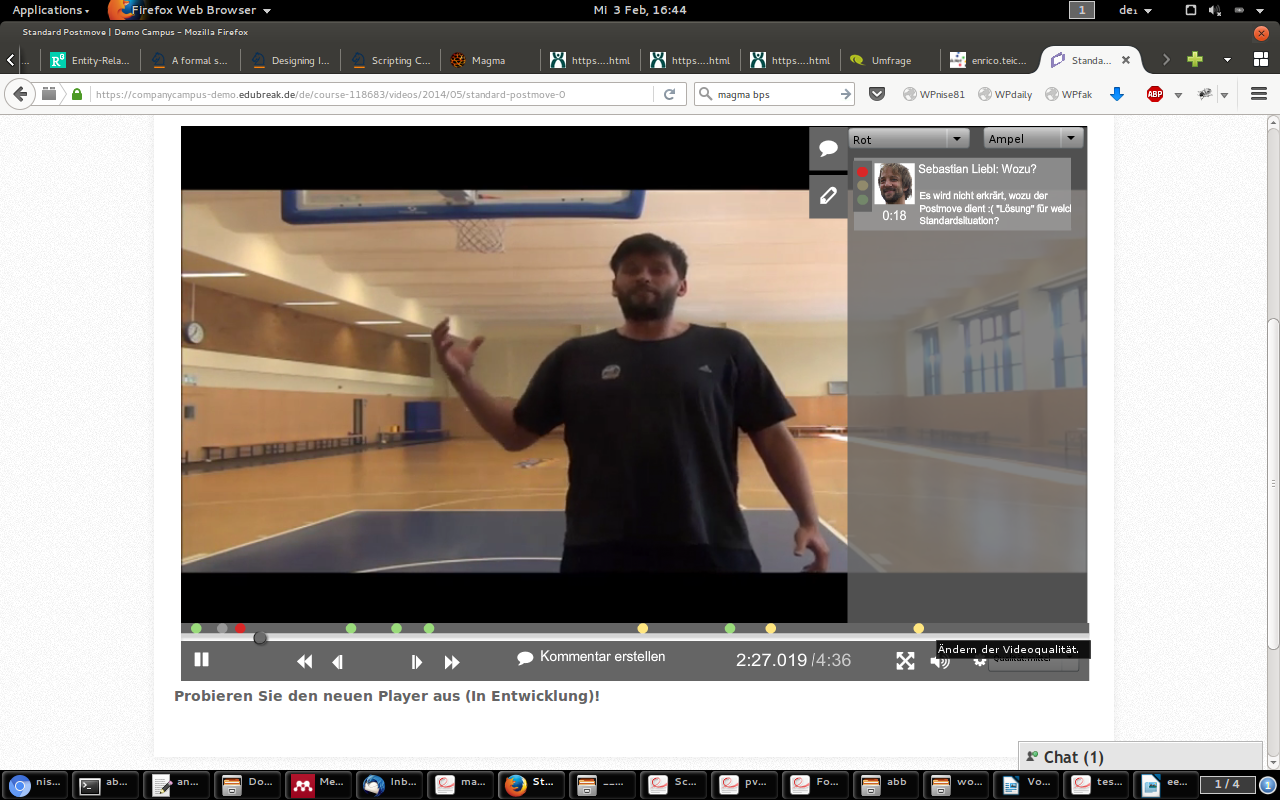 Applications
Firefox Web Browser
Mi 3 Feb, 16:44
1
de₁
Standard Postmove | Demo Campus - Mozilla Firefox
...
Entity-Rela...
A formal s...
Designing I...
Scripting C...
Magma
https....html
https....html
https....html
Umfrage
enrico.teic...
Standa...
https://companycampus-demo.edubreak.de/de/course-118683/videos/2014/05/standard-postmove-0
magma bps
WPnise81
WPdaily
WPfak
ABP
Rot
Ampel
Sebastian Liebl: Wozu?
0:18
Es wird nicht erkrärt, wozu der
Postmove dient :( "Lösung" für welch
Standardsituation?
Kommentar erstellen
2:27.019 /4:36
Ändern der Videoqualität.
Probieren Sie den neuen Player aus (In Entwicklung)!
Chat (1)
nis...
ab...
an...
Do...
Me...
Inb...
ma...
St...
__...
Sc...
pv...
Fo...
abb
wo...
Vo...
tes...
ee...
1 / 4
1